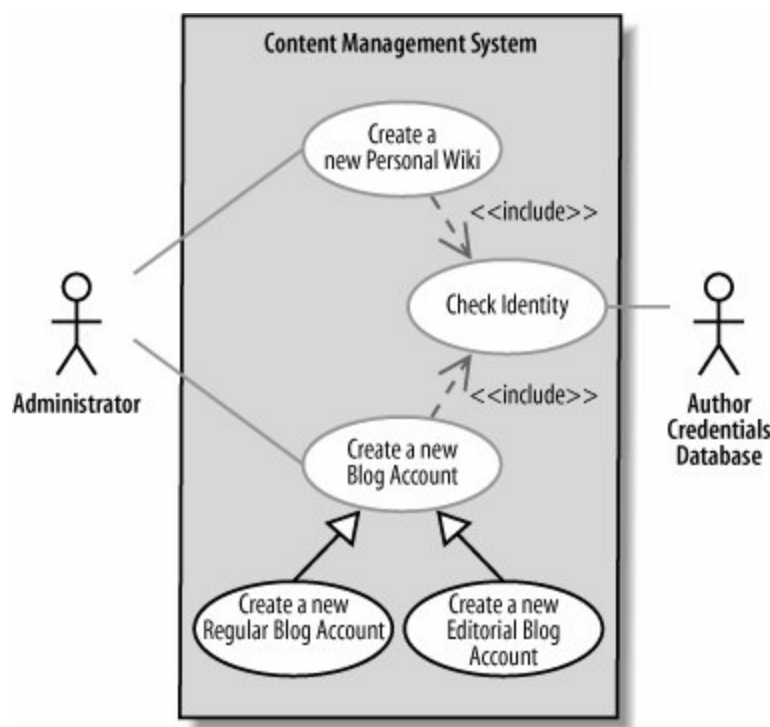 Content Management System
Create a
new Personal Wiki
<<include>>
Check Identity
Administrator
<<include>>
Author
Credentials
Database
Create a new
Blog Account
Create a new
Regular Blog Account
Create a new
Editorial Blog
Account